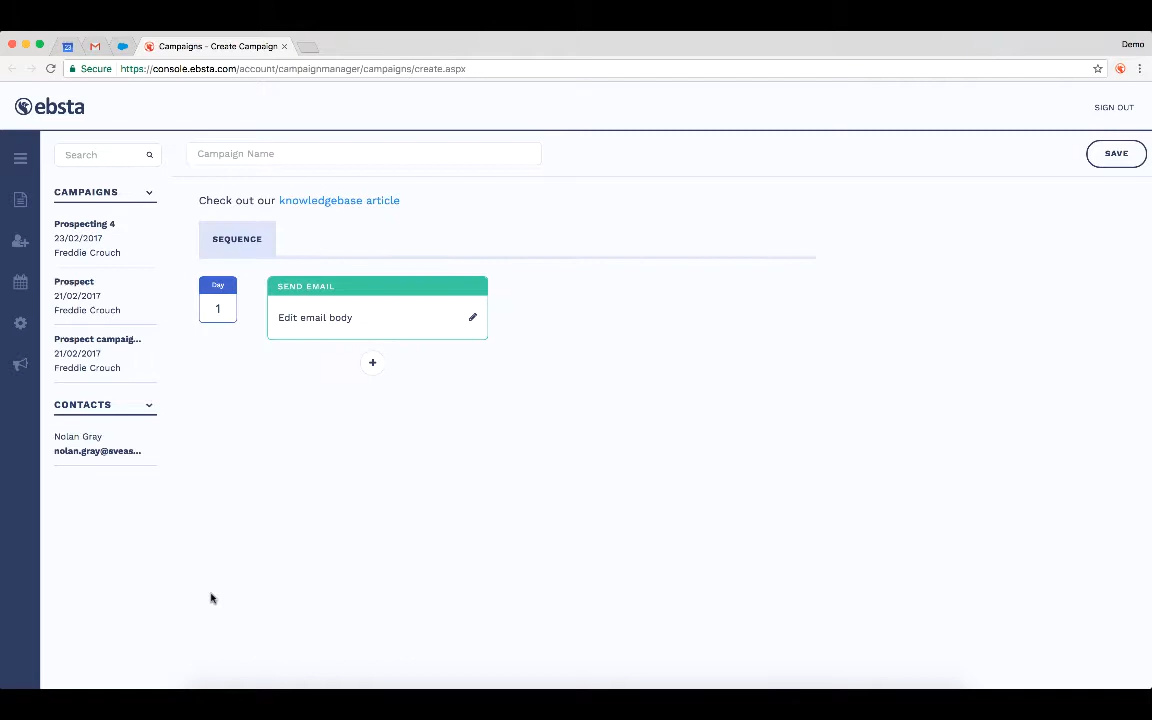 23
Campaigns - Create Campaign
Demo
Secure https://console.ebsta.com/account/campaignmanager/campaigns/create.aspx
ebsta
SIGN OUT
Search
Campaign Name
SAVE
CAMPAIGNS
Prospecting 4
23/02/2017
Freddie Crouch
Prospect
21/02/2017
Freddie Crouch
Prospect campaig...
21/02/2017
Freddie Crouch
CONTACTS
Nolan Gray
nolan.gray@sveas...
Check out our knowledgebase article
SEQUENCE
Day
1
SEND EMAIL
Edit email body